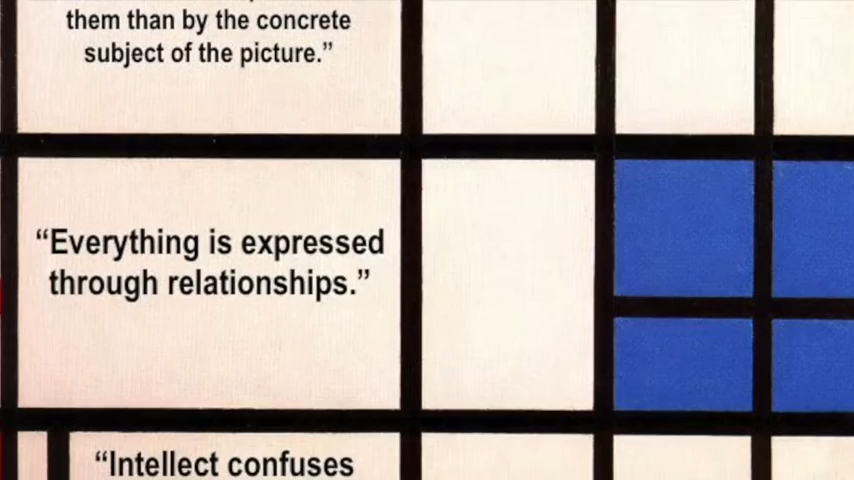 them than by the concrete
subject of the picture.”
“Everything is expressed
through relationships.”
“Intellect confuses